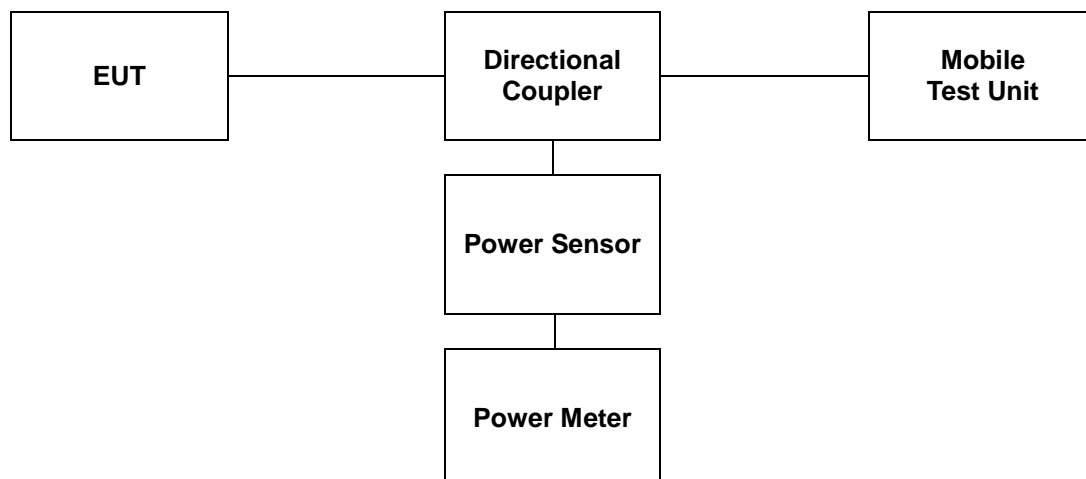 EUT
Directional
Coupler
Mobile
Test Unit
Power Sensor
Power Meter